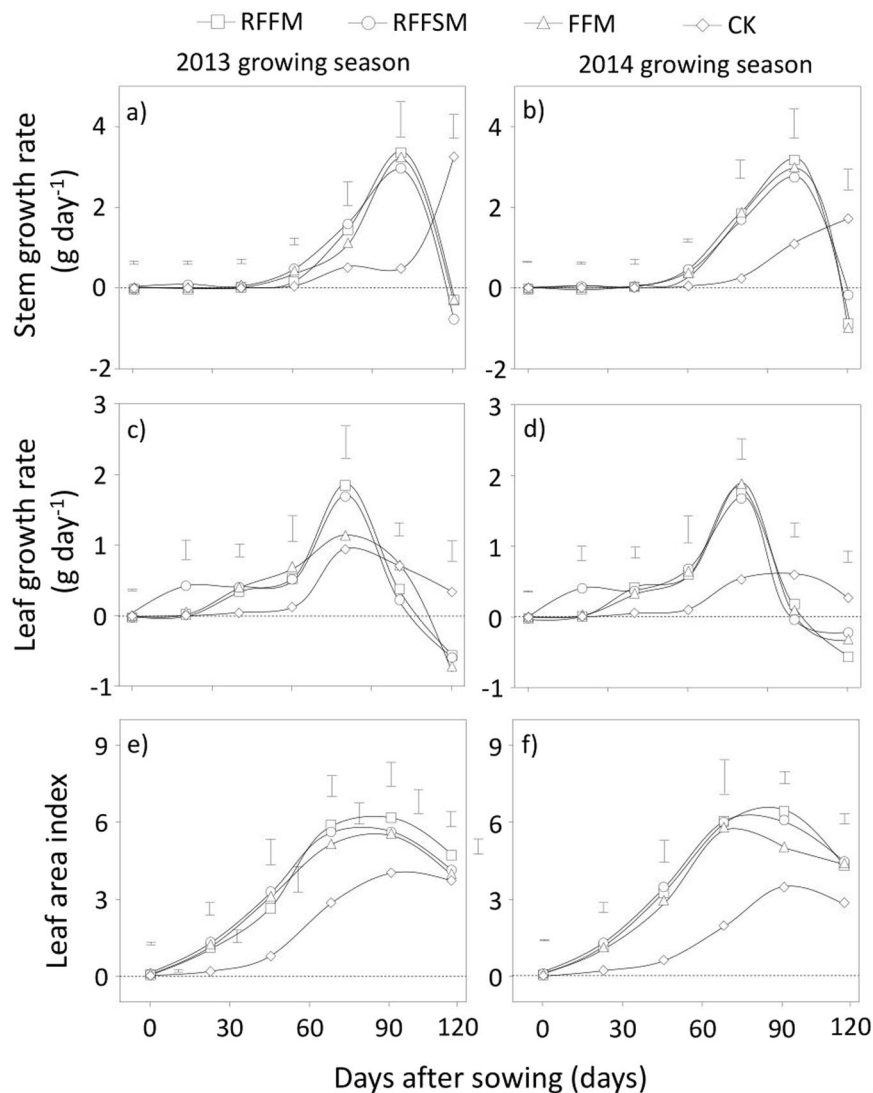 RFFM RFFSM FFM CK
2013 growing season 2014 growing season
a) b)
Stem growth rate
(g day⁻¹)
4
2
0
-2
4
2
0
-2
c) d)
Leaf growth rate
(g day⁻¹)
3
2
1
0
-1
3
2
1
0
-1
e) f)
Leaf area index
9
6
3
0
9
6
3
0
0 30 60 90 120 0 30 60 90 120
Days after sowing (days)